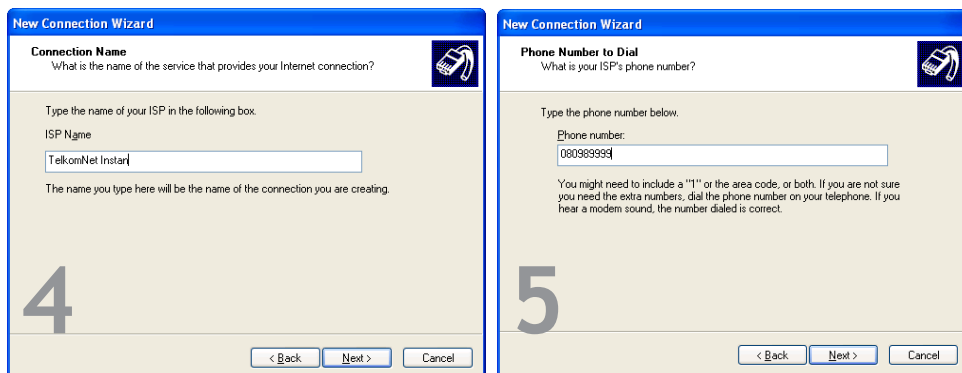 New Connection Wizard
Connection Name
What is the name of the service that provides your Internet connection?
Type the name of your ISP in the following box.
ISP Name
TelkomNet Instan
The name you type here will be the name of the connection you are creating.
4
< Back
Next >
Cancel
New Connection Wizard
Phone Number to Dial
What is your ISP's phone number?
Type the phone number below.
Phone number:
080989999
You might need to include a "1" or the area code, or both. If you are not sure
you need the extra numbers, dial the phone number on your telephone. If you
hear a modem sound, the number dialed is correct.
5
< Back
Next >
Cancel